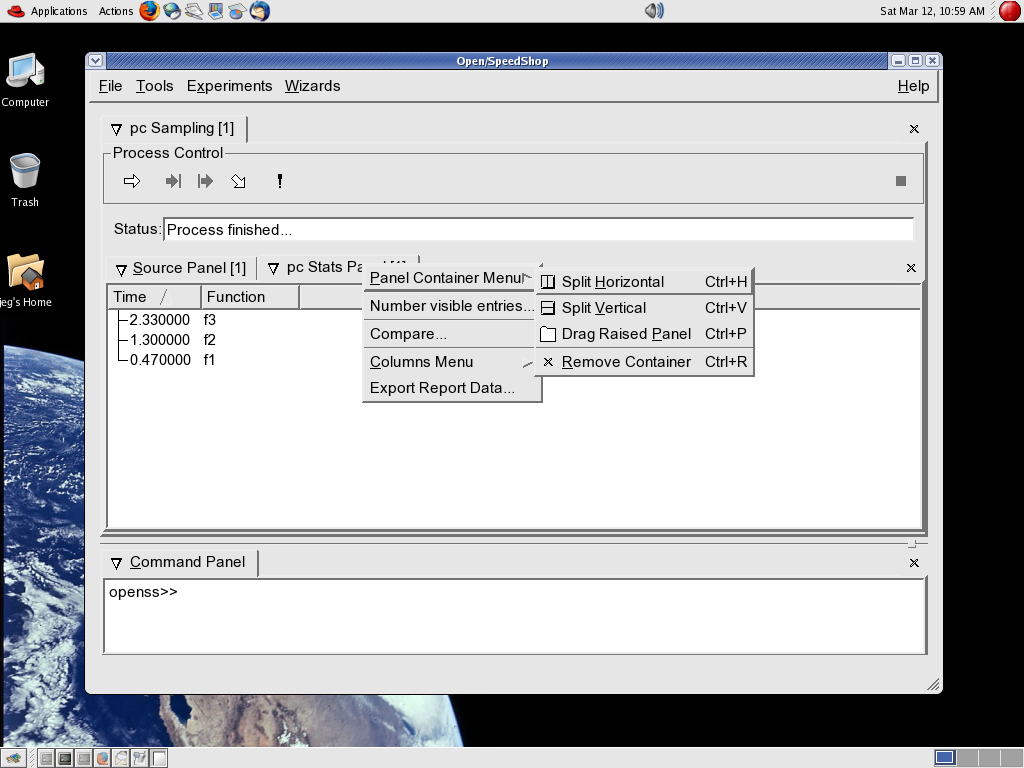 Applications Actions Sat Mar 12, 10:59 AM
Computer
Trash
jeg's Home
Open/SpeedShop
File Tools Experiments Wizards Help
pc Sampling [1]
Process Control
Status: Process finished...
Source Panel [1] pc Stats Pa
Time Function
2.330000 f3
1.300000 f2
0.470000 f1
Panel Container Menu
Number visible entries...
Compare...
Columns Menu
Export Report Data...
Split Horizontal Ctrl+H
Split Vertical Ctrl+V
Drag Raised Panel Ctrl+P
Remove Container Ctrl+R
Command Panel
openss>>